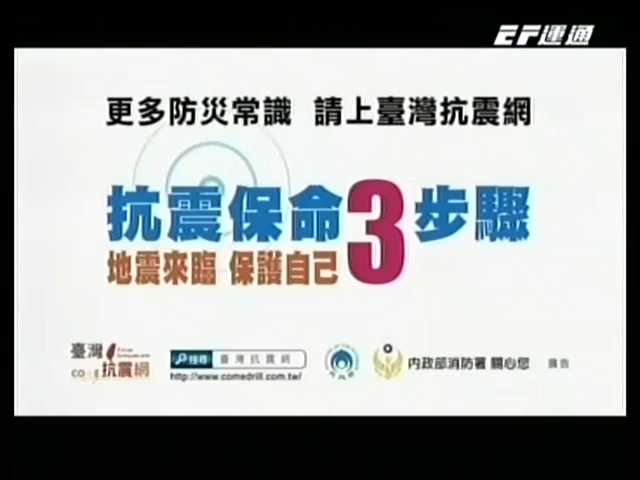 EF運通
更多防災常識 請上臺灣抗震網
抗震保命3步驟
地震來臨 保護自己
臺灣
抗震網
搜尋 臺灣抗震網
http://www.comedrill.com.tw/
內政部消防署 關心您
廣告